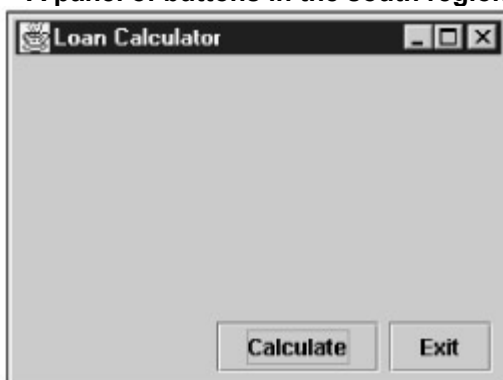 A panel of buttons in the south region
Loan Calculator
Calculate Exit